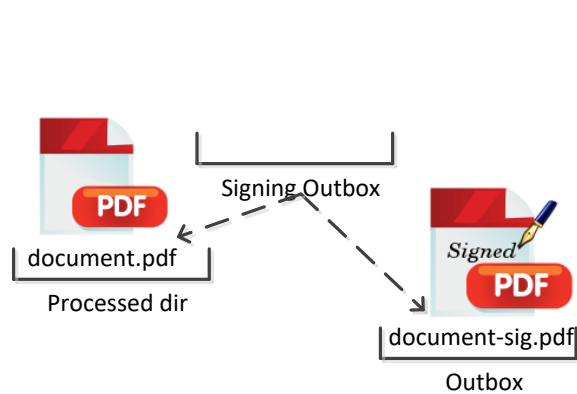 Signing Outbox
PDF
document.pdf
Processed dir
Signed
PDF
document-sig.pdf
Outbox